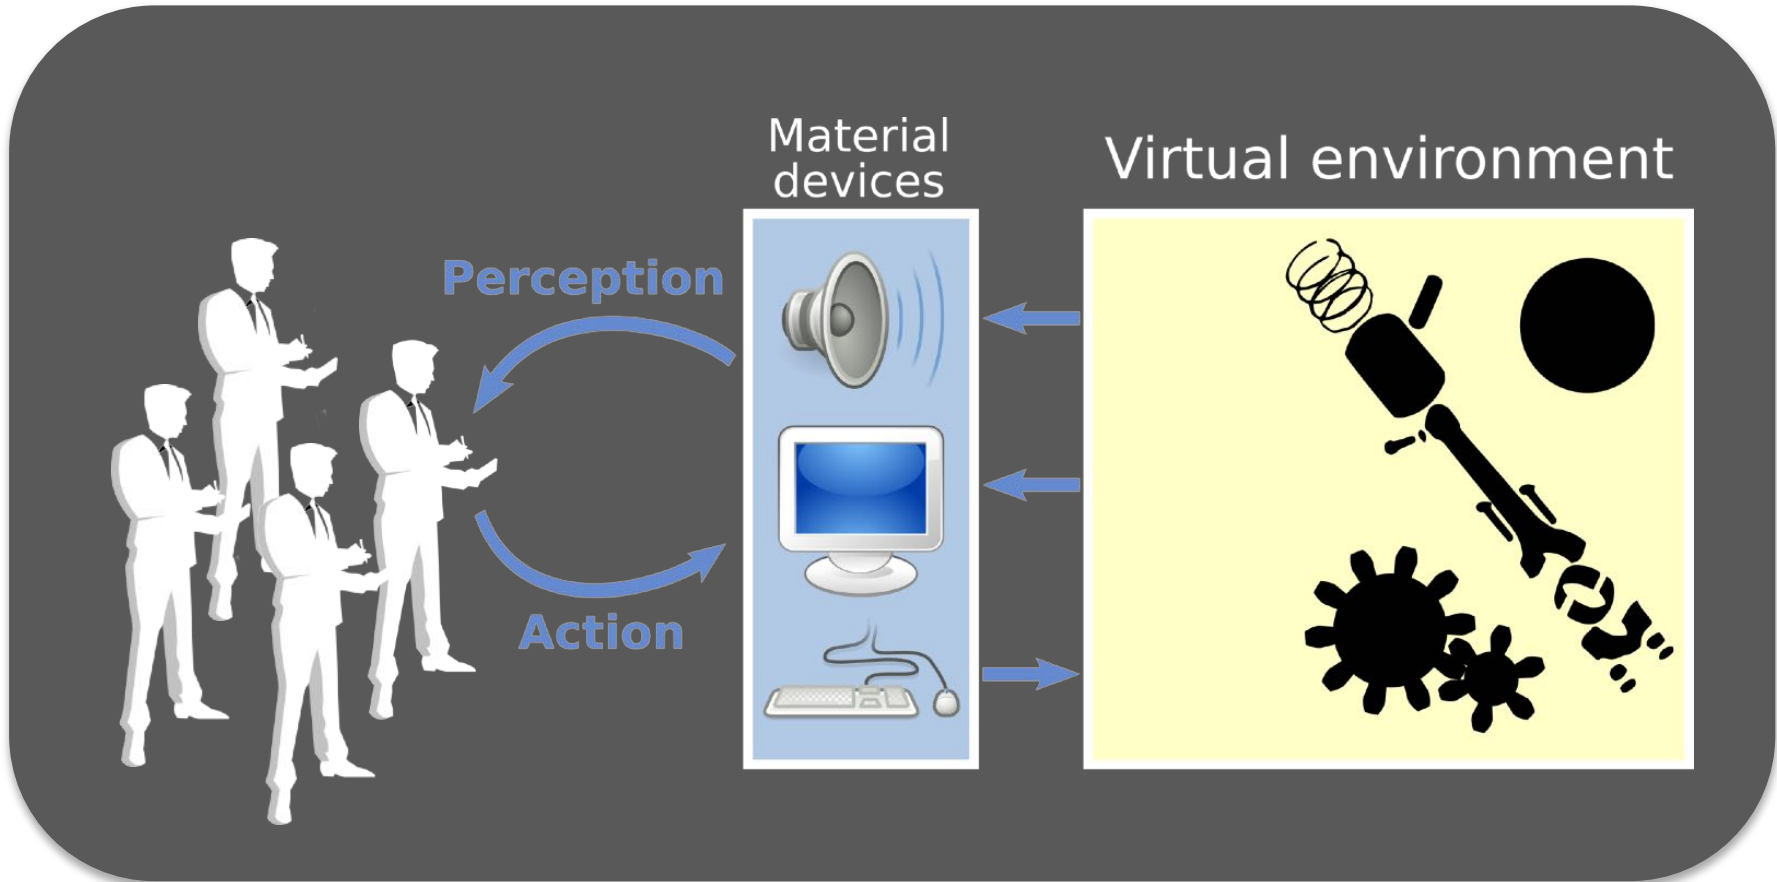 Material
devices
Virtual environment
Perception
Action